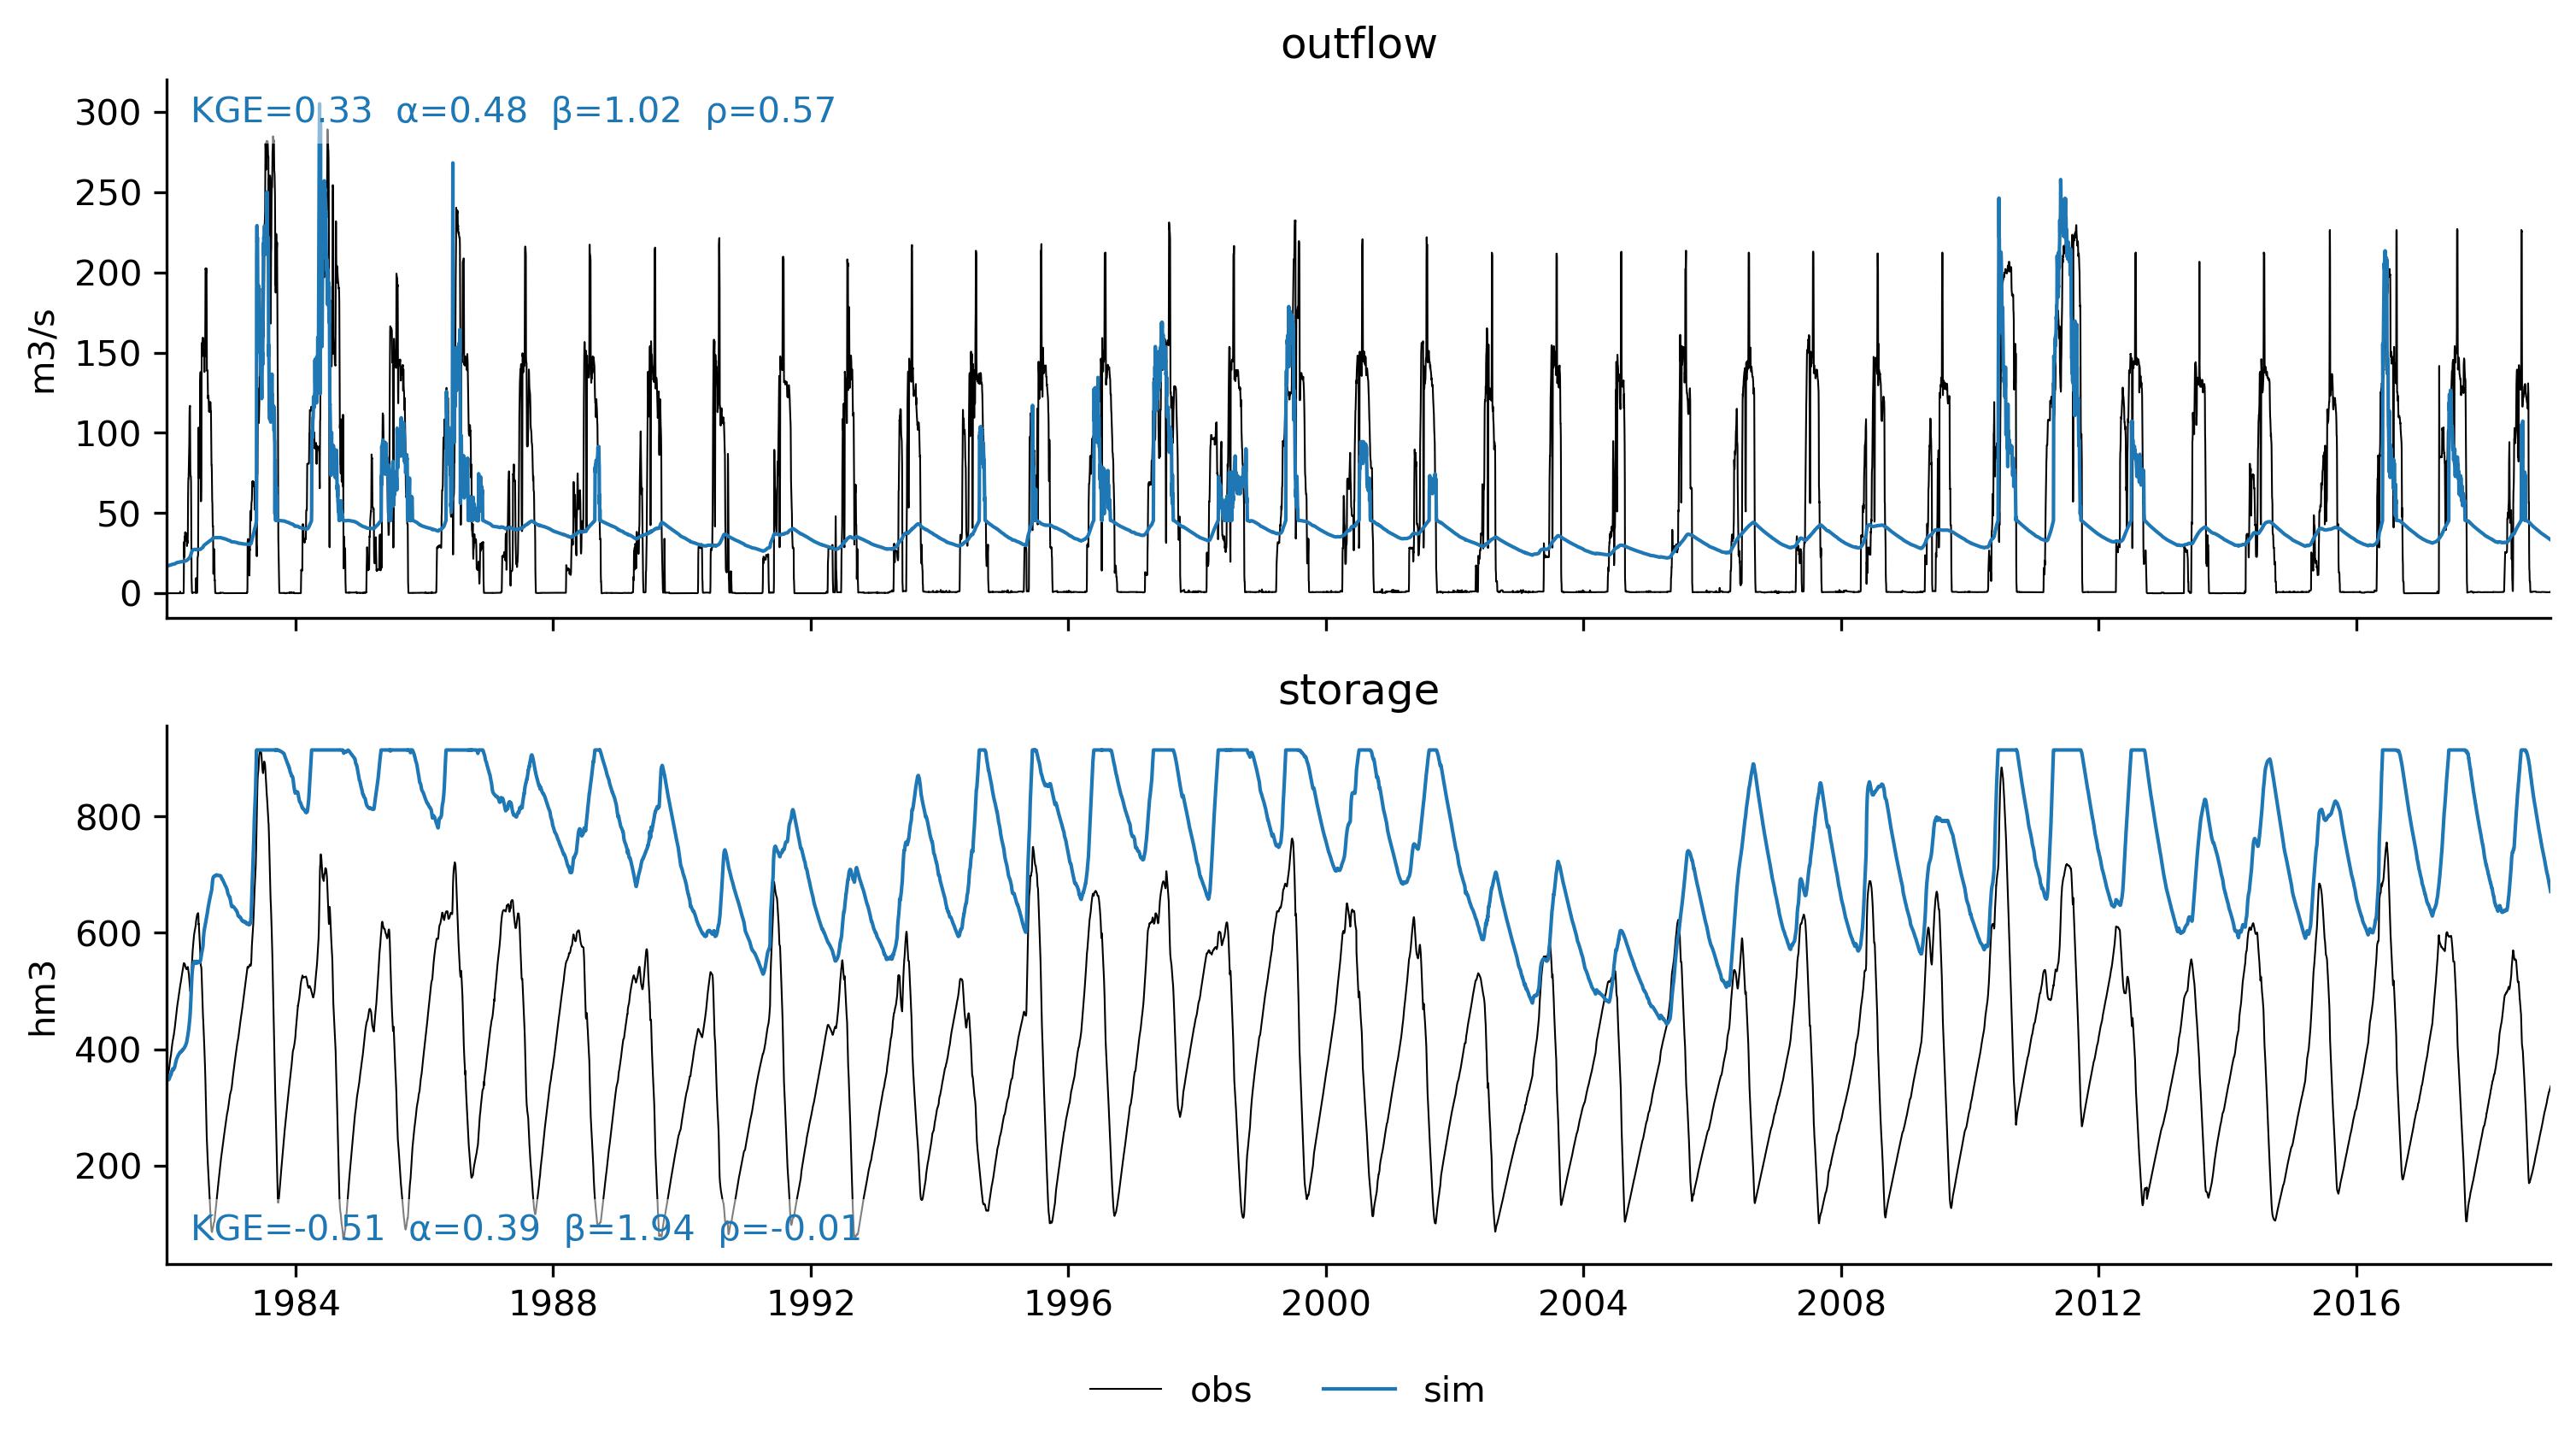 outflow
KGE=0.33  α=0.48  β=1.02  ρ=0.57
300
250
200
150
100
50
0
m3/s
storage
800
600
400
200
hm3
KGE=-0.51  α=0.39  β=1.94  ρ=-0.01
1984 1988 1992 1996 2000 2004 2008 2012 2016
obs sim